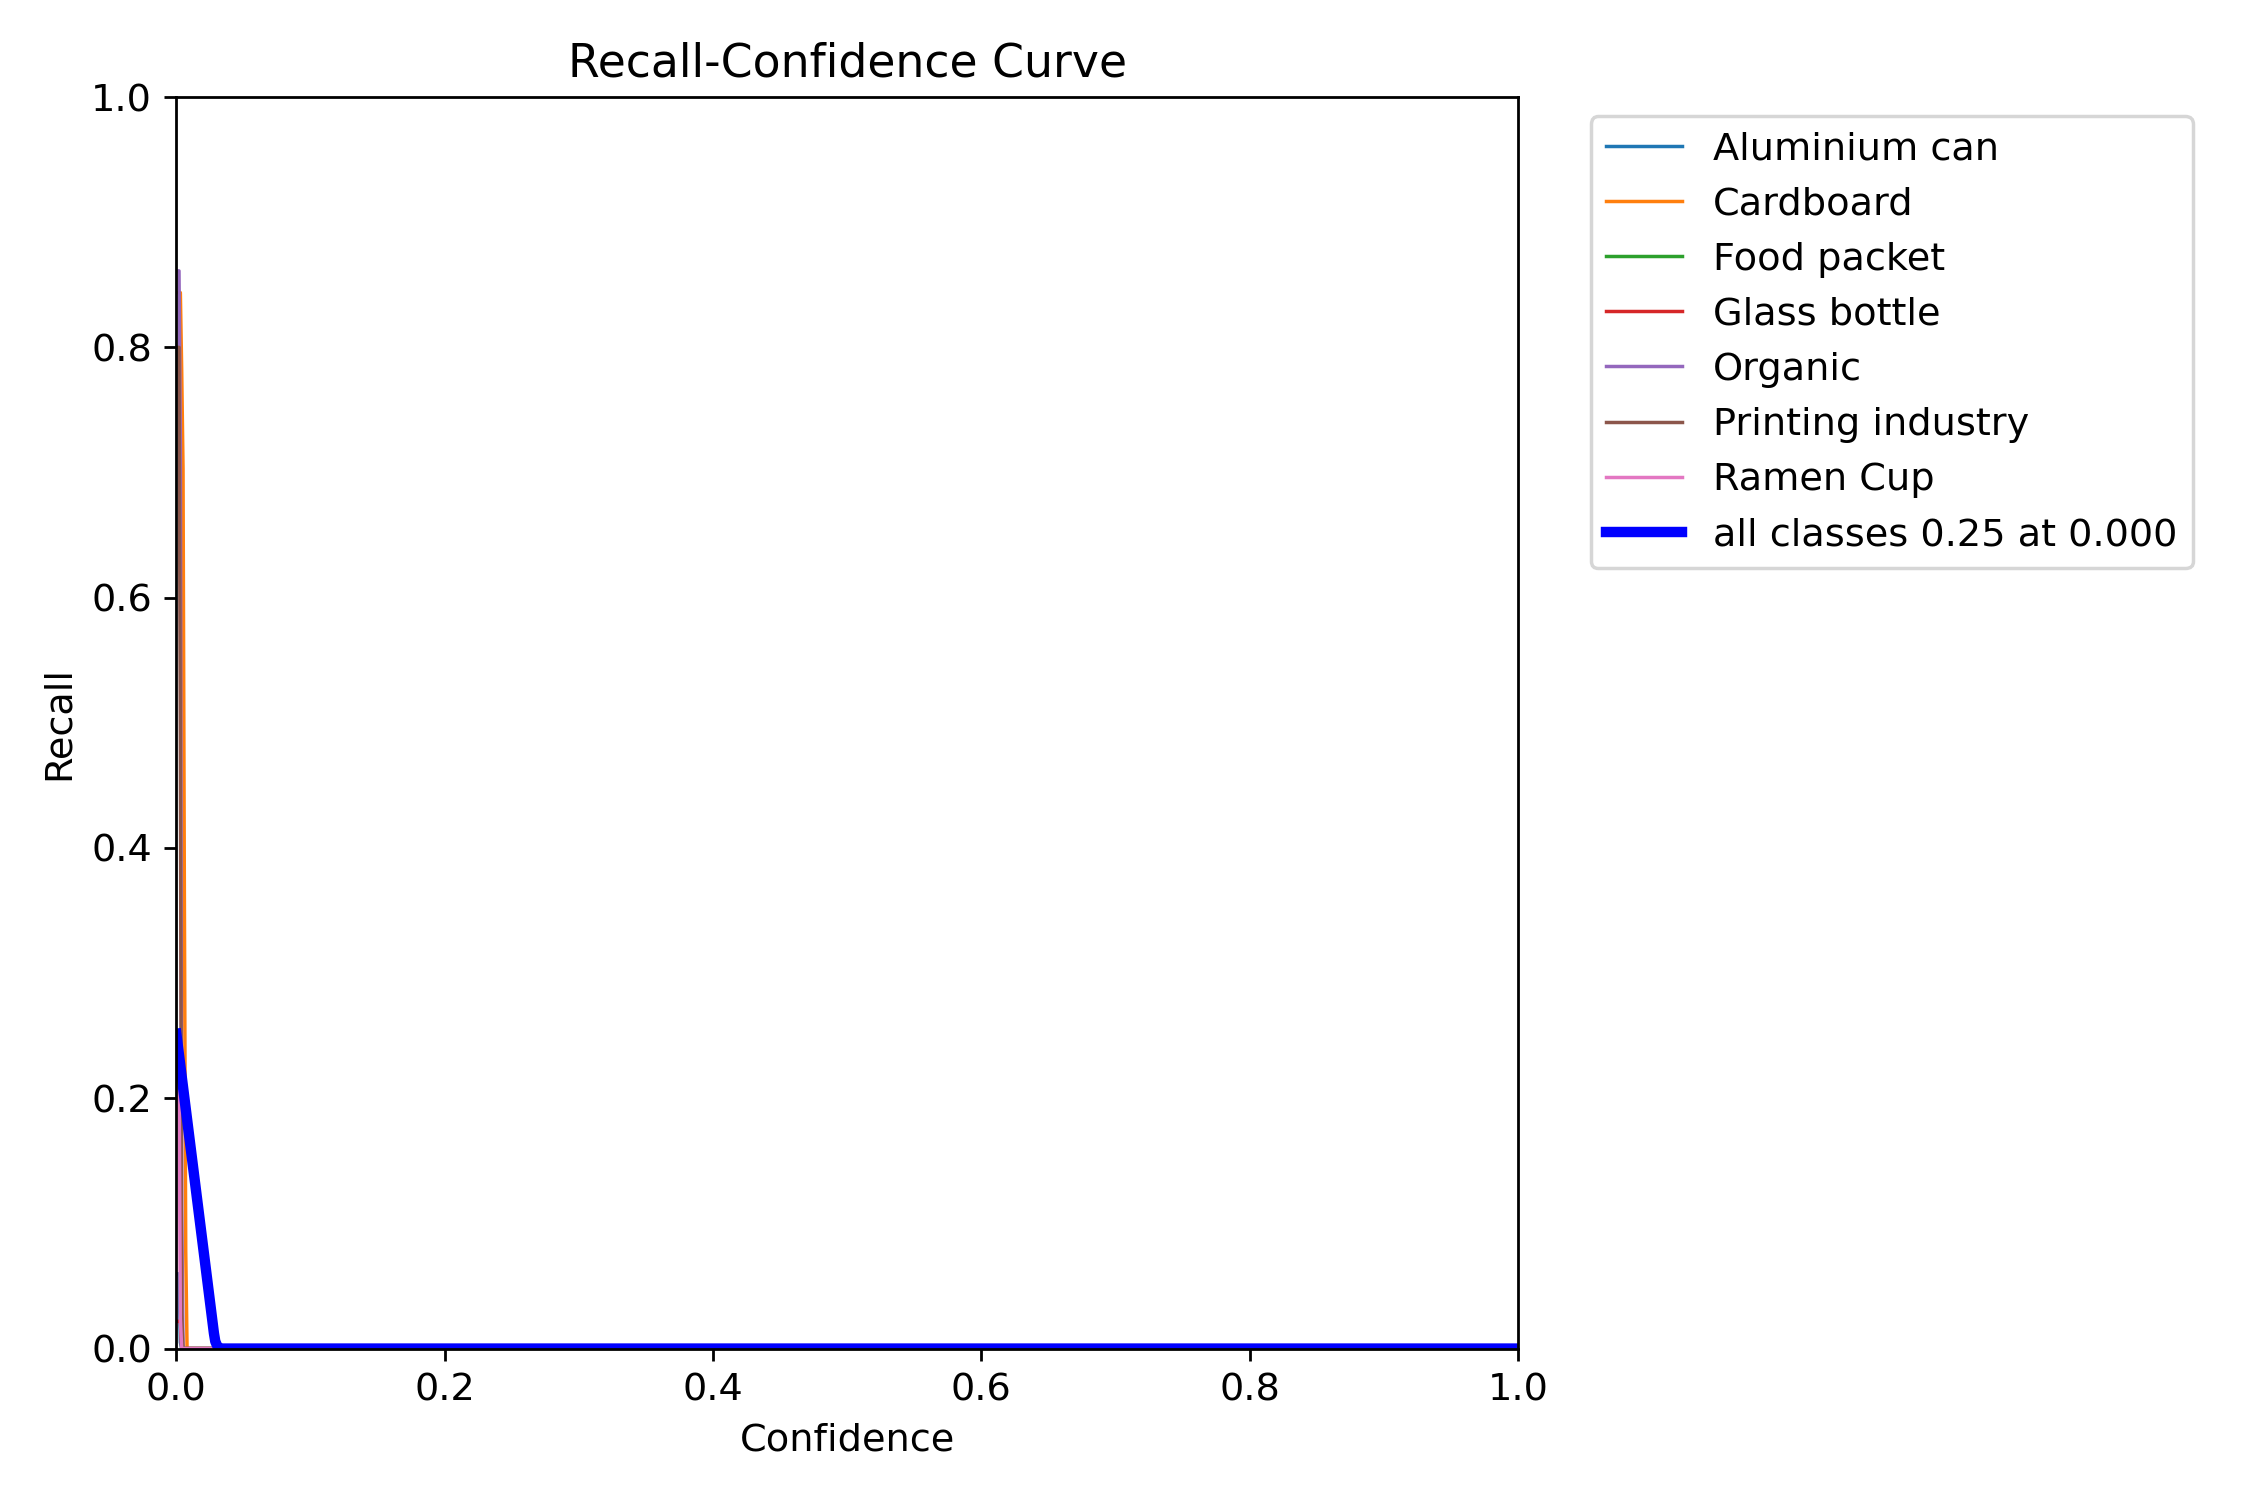 Recall-Confidence Curve
1.0
0.8
0.6
0.4
0.2
0.0
Recall
0.0 0.2 0.4 0.6 0.8 1.0
Confidence
Aluminium can
Cardboard
Food packet
Glass bottle
Organic
Printing industry
Ramen Cup
all classes 0.25 at 0.000